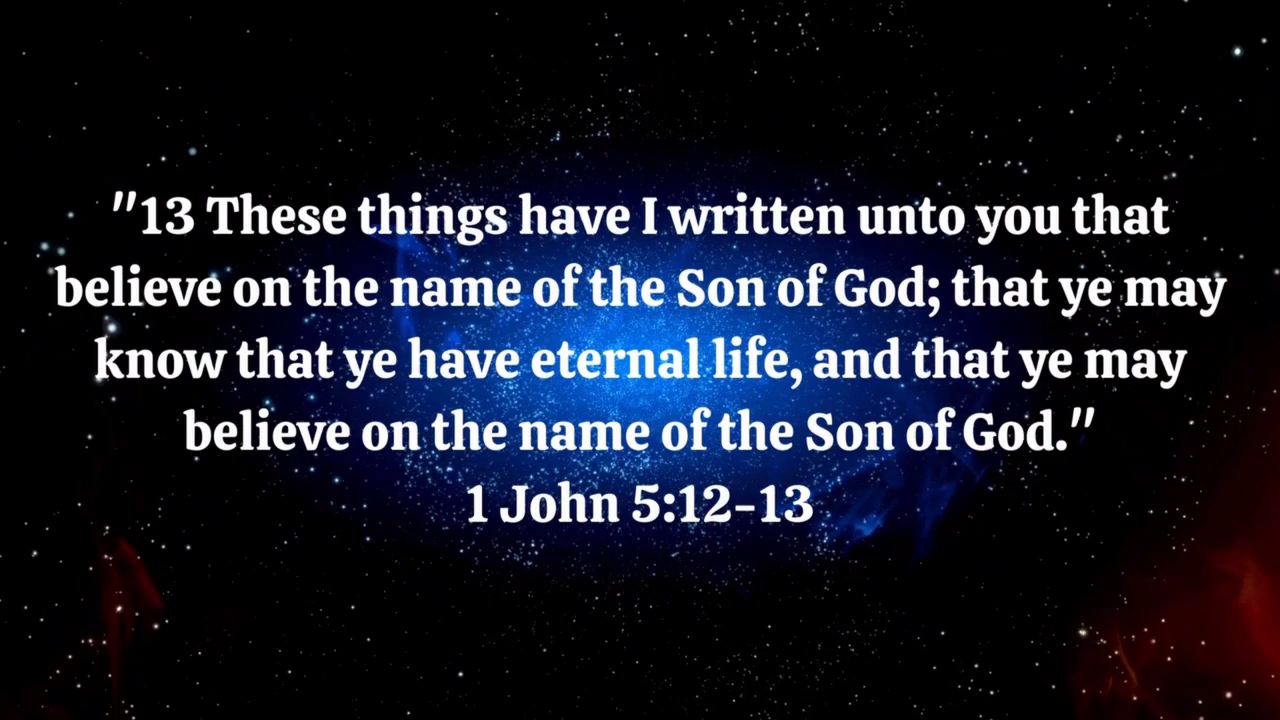 "13 These things have I written unto you that
believe on the name of the Son of God; that ye may
know that ye have eternal life, and that ye may
believe on the name of the Son of God."
1 John 5:12-13